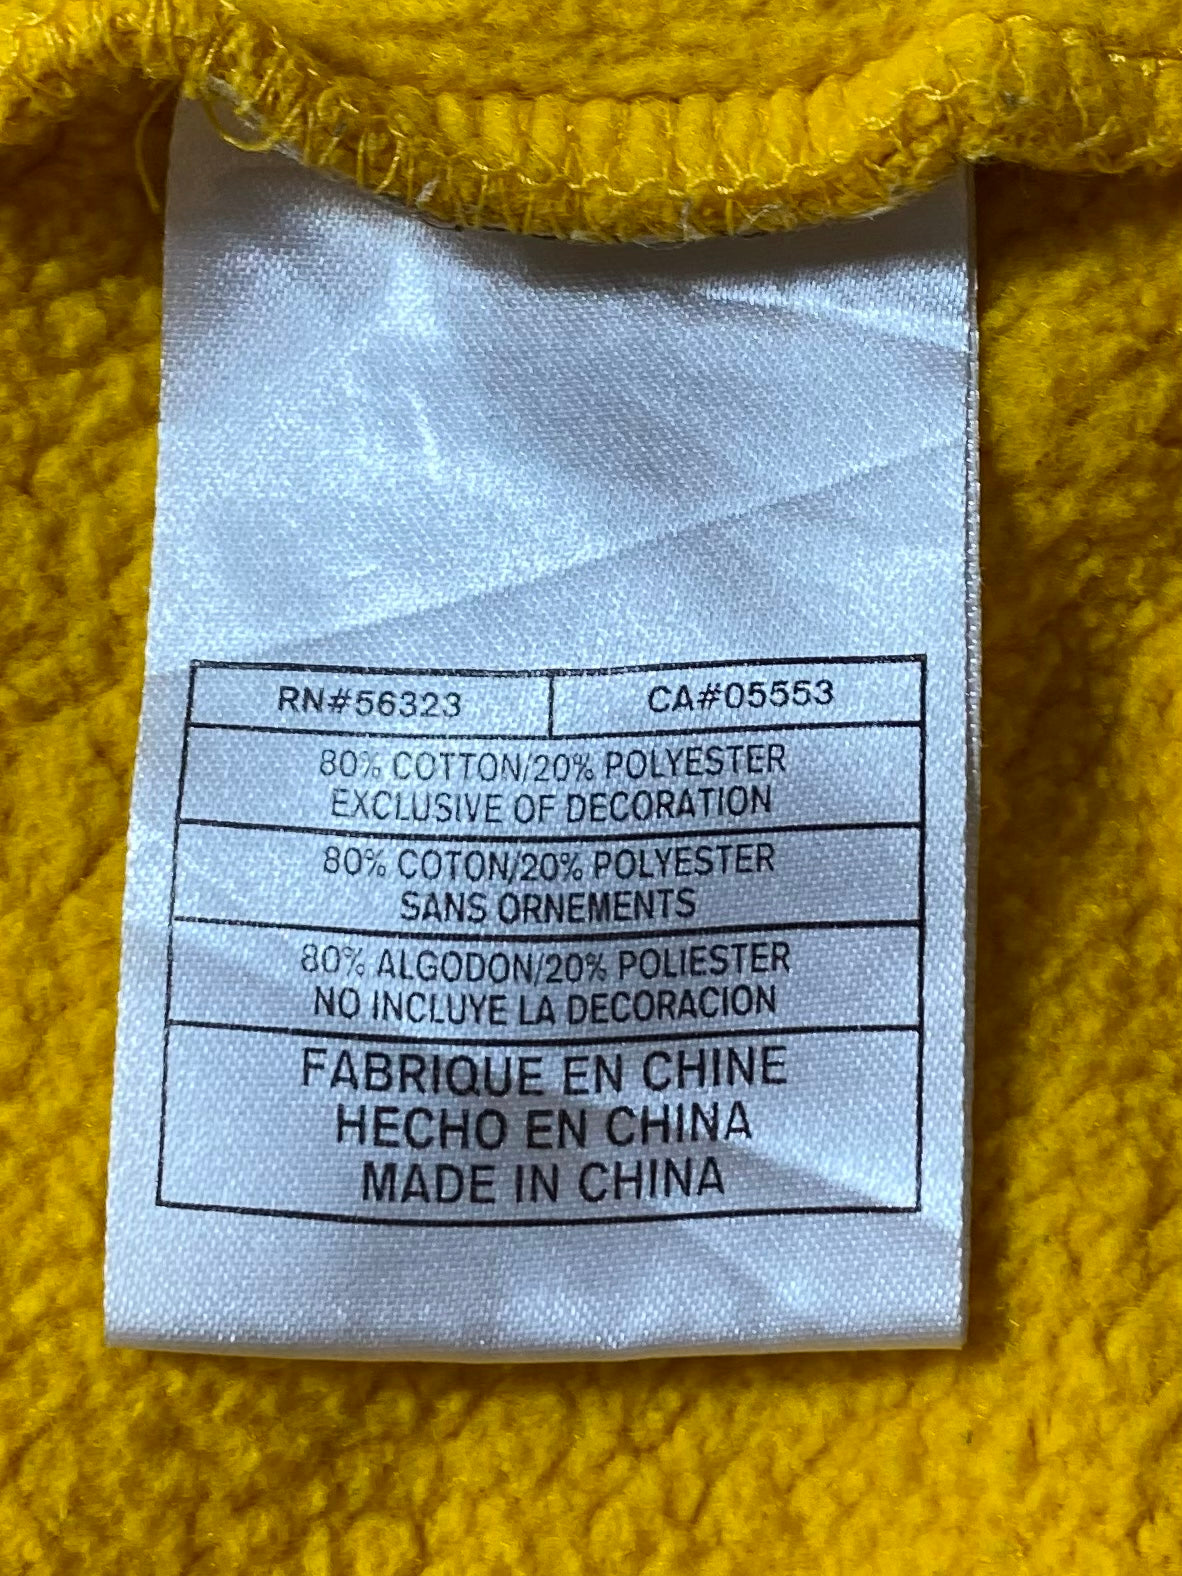 RN#56323 CA#05553
80% COTTON/20% POLYESTER
EXCLUSIVE OF DECORATION
80% COTON/20% POLYESTER
SANS ORNEMENTS
80% ALGODON/20% POLIESTER
NO INCLUYE LA DECORACION
FABRIQUE EN CHINE
HECHO EN CHINA
MADE IN CHINA